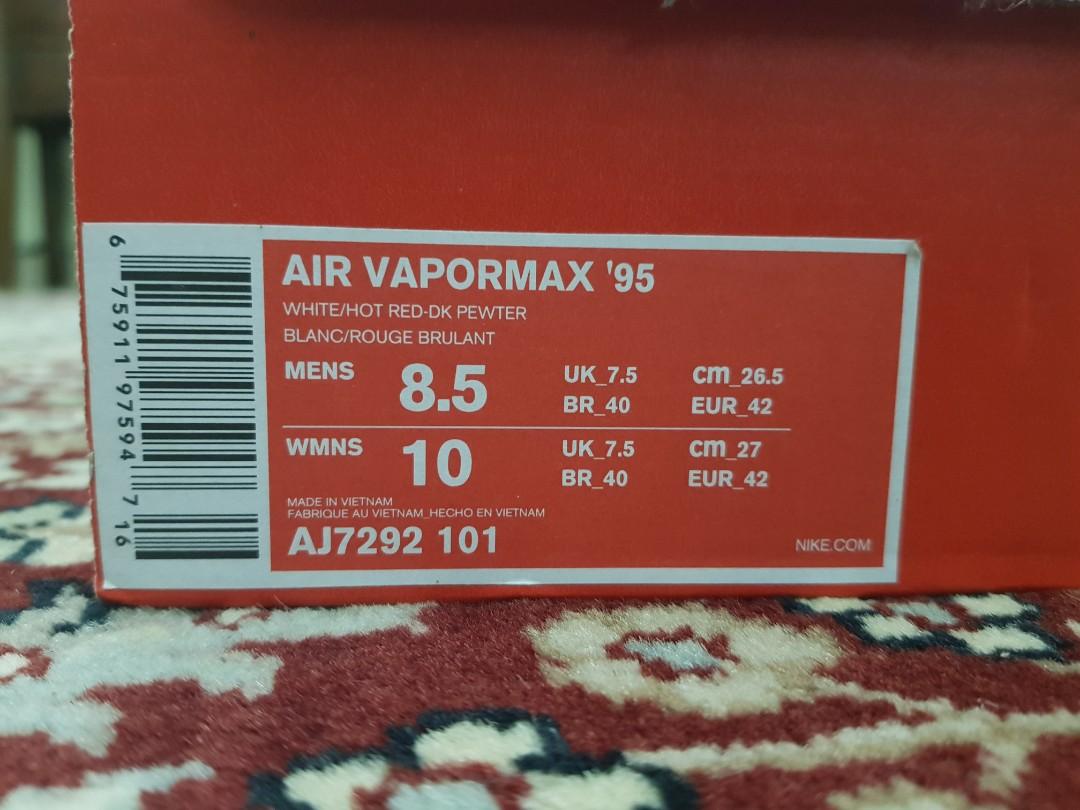 6 75911 97594 7 16
AIR VAPORMAX '95
WHITE/HOT RED-DK PEWTER
BLANC/ROUGE BRULANT
MENS 8.5 UK_7.5 cm_26.5
BR_40 EUR_42
WMNS 10 UK_7.5 cm_27
BR_40 EUR_42
MADE IN VIETNAM
FABRIQUE AU VIETNAM_HECHO EN VIETNAM
AJ7292 101 NIKE.COM